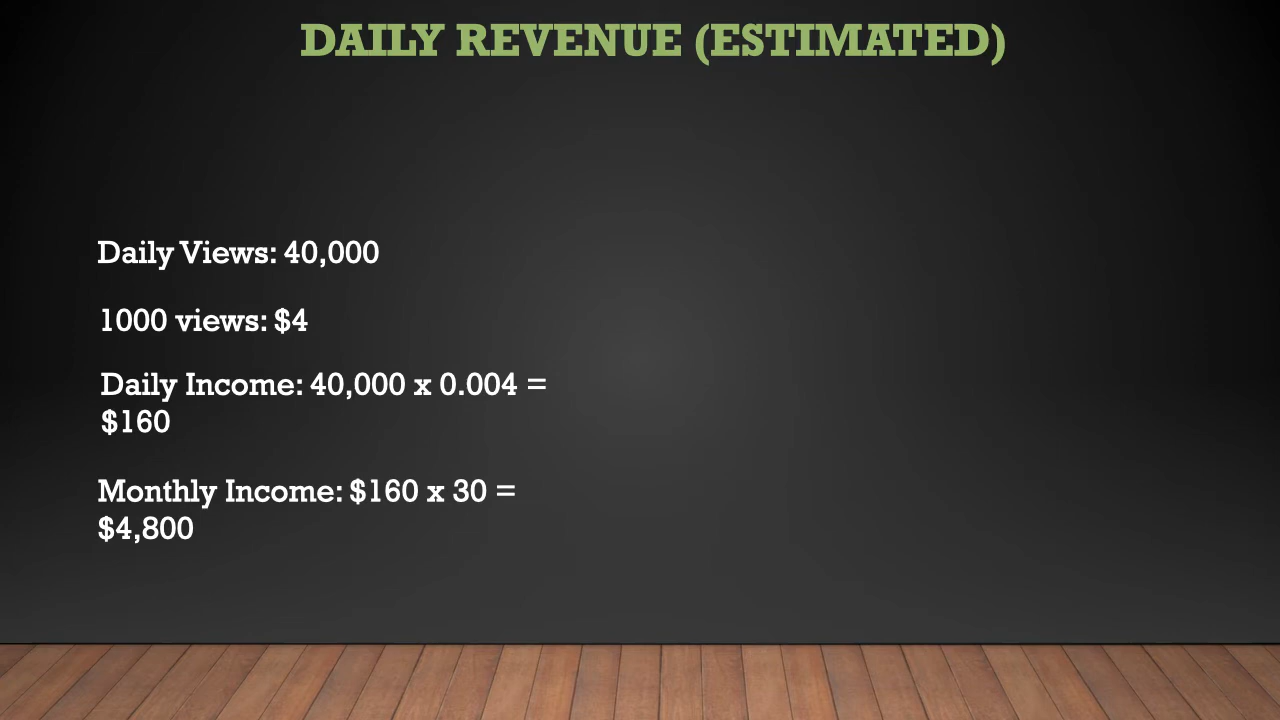 DAILY REVENUE (ESTIMATED)
Daily Views: 40,000
1000 views: $4
Daily Income: 40,000 x 0.004 =
$160
Monthly Income: $160 x 30 =
$4,800